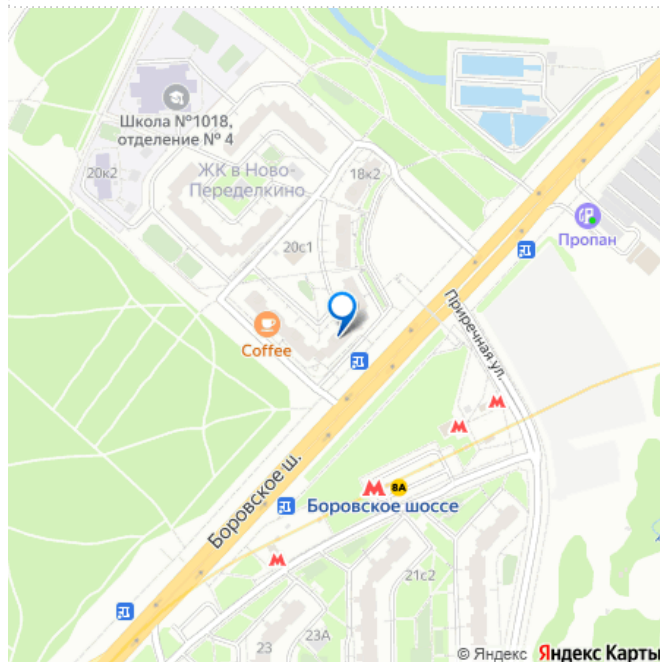 Школа №1018,
отделение № 4
20к2
ЖК в Ново-
Переделкино
18к2
20с1
Пропан
Приречная ул.
Coffee
Боровское ш.
8А
Боровское шоссе
21с2
23А
23
© Яндекс Яндекс Карты